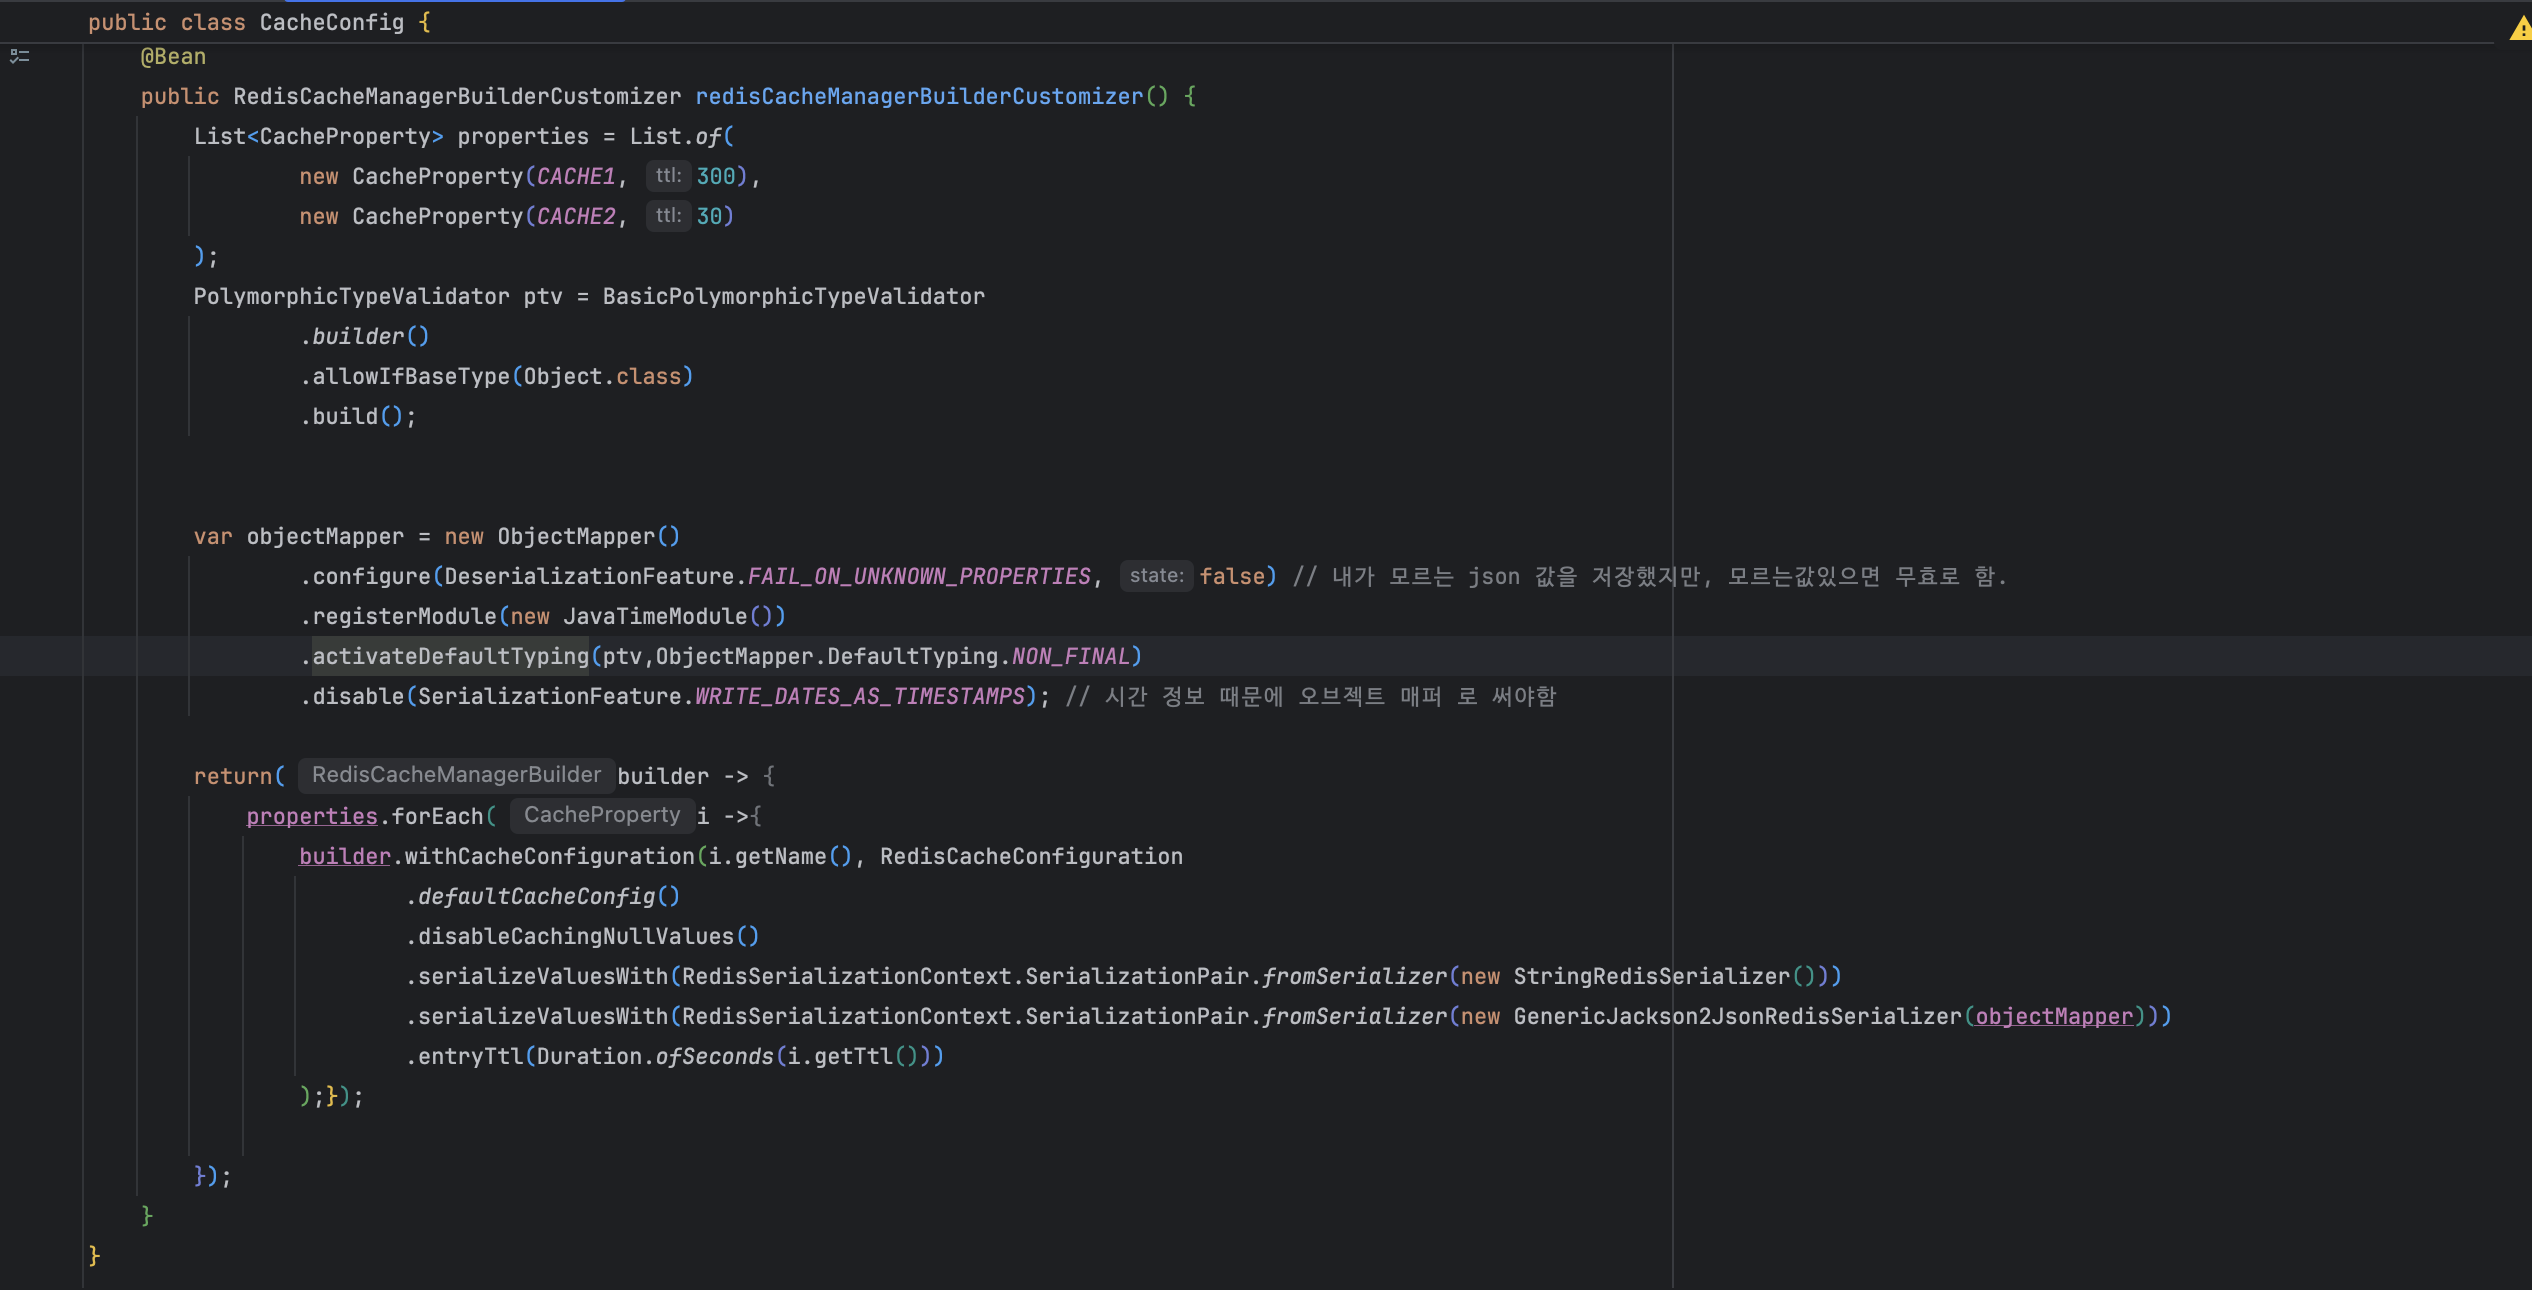 public class CacheConfig {
@Bean
public RedisCacheManagerBuilderCustomizer redisCacheManagerBuilderCustomizer() {
List<CacheProperty> properties = List.of(
new CacheProperty(CACHE1, ttl: 300),
new CacheProperty(CACHE2, ttl: 30)
);
PolymorphicTypeValidator ptv = BasicPolymorphicTypeValidator
.builder()
.allowIfBaseType(Object.class)
.build();
var objectMapper = new ObjectMapper()
.configure(DeserializationFeature.FAIL_ON_UNKNOWN_PROPERTIES, state: false) // 내가 모르는 json 값을 저장했지만, 모르는값있으면 무효로 함.
.registerModule(new JavaTimeModule())
.activateDefaultTyping(ptv,ObjectMapper.DefaultTyping.NON_FINAL)
.disable(SerializationFeature.WRITE_DATES_AS_TIMESTAMPS); // 시간 정보 때문에 오브젝트 매퍼 로 써야함
return( RedisCacheManagerBuilder builder -> {
properties.forEach( CacheProperty i ->{
builder.withCacheConfiguration(i.getName(), RedisCacheConfiguration
.defaultCacheConfig()
.disableCachingNullValues()
.serializeValuesWith(RedisSerializationContext.SerializationPair.fromSerializer(new StringRedisSerializer()))
.serializeValuesWith(RedisSerializationContext.SerializationPair.fromSerializer(new GenericJackson2JsonRedisSerializer(objectMapper)))
.entryTtl(Duration.ofSeconds(i.getTtl()))
);});
});
}
}